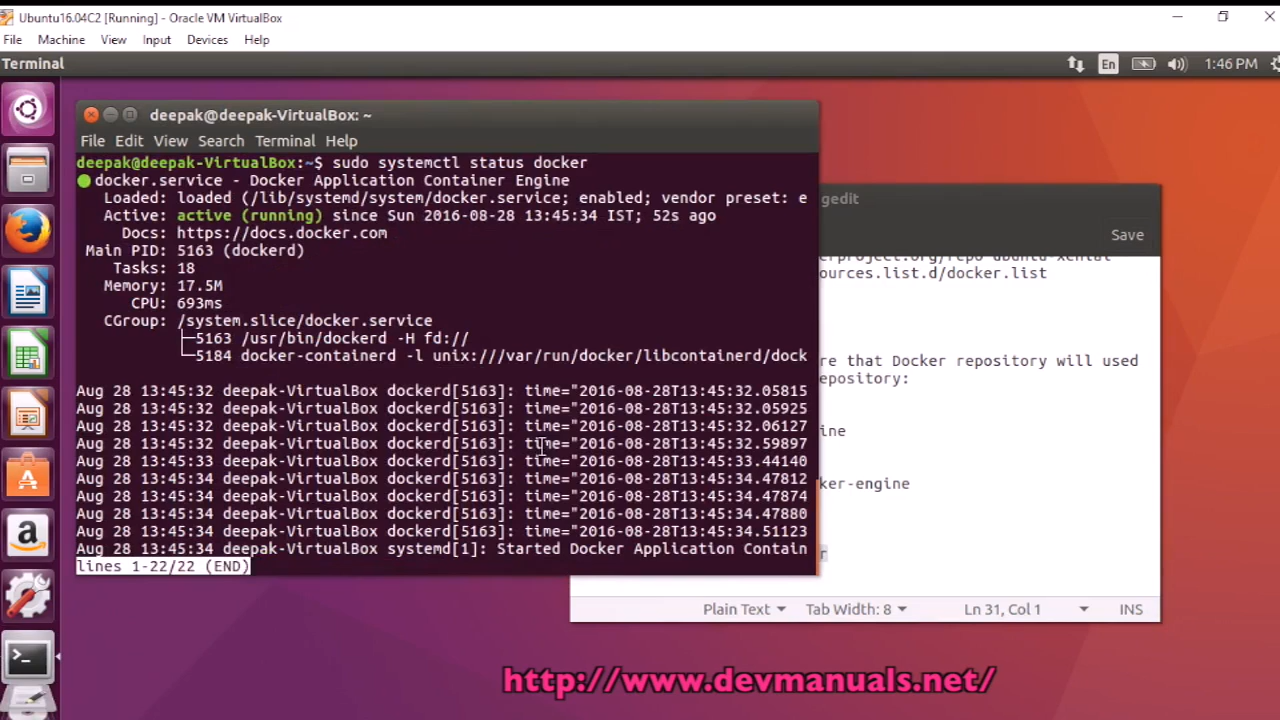 Ubuntu16.04C2 [Running] - Oracle VM VirtualBox
File Machine View Input Devices Help
Terminal En 1:46 PM
deepak@deepak-VirtualBox: ~
File Edit View Search Terminal Help
deepak@deepak-VirtualBox:~$ sudo systemctl status docker
docker.service - Docker Application Container Engine
Loaded: loaded (/lib/systemd/system/docker.service; enabled; vendor preset: e
Active: active (running) since Sun 2016-08-28 13:45:34 IST; 52s ago
Docs: https://docs.docker.com
Main PID: 5163 (dockerd)
Tasks: 18
Memory: 17.5M
CPU: 693ms
CGroup: /system.slice/docker.service
├─5163 /usr/bin/dockerd -H fd://
└─5184 docker-containerd -l unix:///var/run/docker/libcontainerd/dock
Aug 28 13:45:32 deepak-VirtualBox dockerd[5163]: time="2016-08-28T13:45:32.05815
Aug 28 13:45:32 deepak-VirtualBox dockerd[5163]: time="2016-08-28T13:45:32.05925
Aug 28 13:45:32 deepak-VirtualBox dockerd[5163]: time="2016-08-28T13:45:32.06127
Aug 28 13:45:32 deepak-VirtualBox dockerd[5163]: time="2016-08-28T13:45:32.59897
Aug 28 13:45:33 deepak-VirtualBox dockerd[5163]: time="2016-08-28T13:45:33.44140
Aug 28 13:45:34 deepak-VirtualBox dockerd[5163]: time="2016-08-28T13:45:34.47812
Aug 28 13:45:34 deepak-VirtualBox dockerd[5163]: time="2016-08-28T13:45:34.47874
Aug 28 13:45:34 deepak-VirtualBox dockerd[5163]: time="2016-08-28T13:45:34.47880
Aug 28 13:45:34 deepak-VirtualBox dockerd[5163]: time="2016-08-28T13:45:34.51123
Aug 28 13:45:34 deepak-VirtualBox systemd[1]: Started Docker Application Contain
lines 1-22/22 (END)
gedit
Save
erproject.org/repo ubuntu-xenial
ources.list.d/docker.list
re that Docker repository will used
epository:
ine
ker-engine
r
Plain Text Tab Width: 8 Ln 31, Col 1 INS
http://www.devmanuals.net/